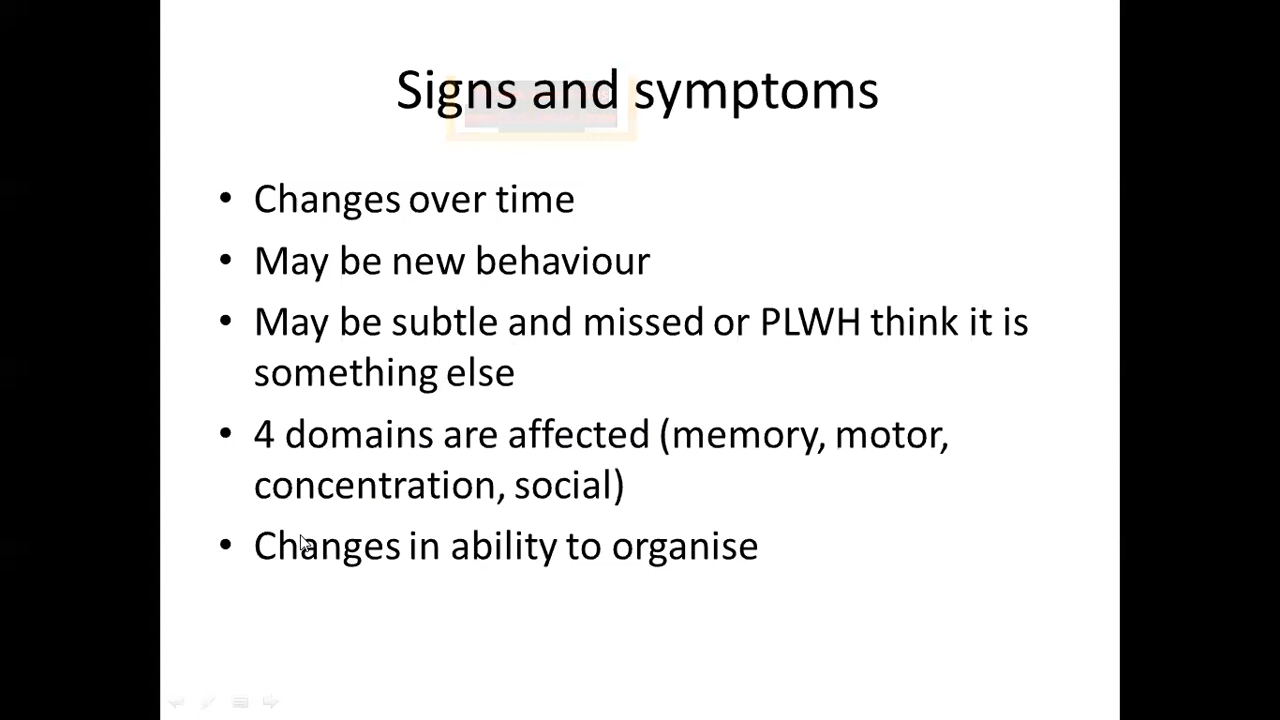 Signs and symptoms
• Changes over time
• May be new behaviour
• May be subtle and missed or PLWH think it is
something else
• 4 domains are affected (memory, motor,
concentration, social)
• Changes in ability to organise